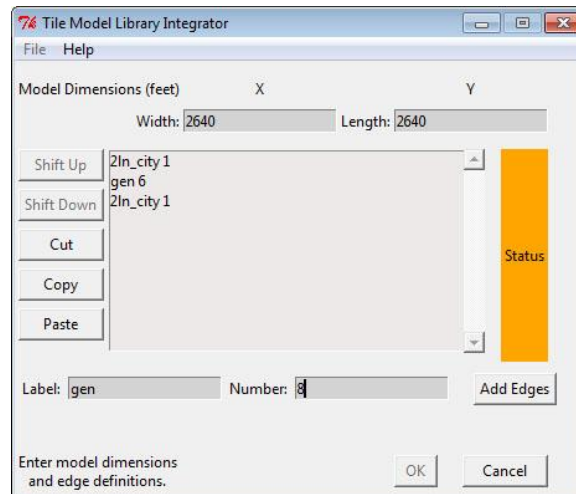 Tile Model Library Integrator
File Help
Model Dimensions (feet) X Y
Width: 2640 Length: 2640
Shift Up
Shift Down
Cut
Copy
Paste
2ln_city 1
gen 6
2ln_city 1
Status
Label: gen Number: 8 Add Edges
Enter model dimensions
and edge definitions.
OK Cancel